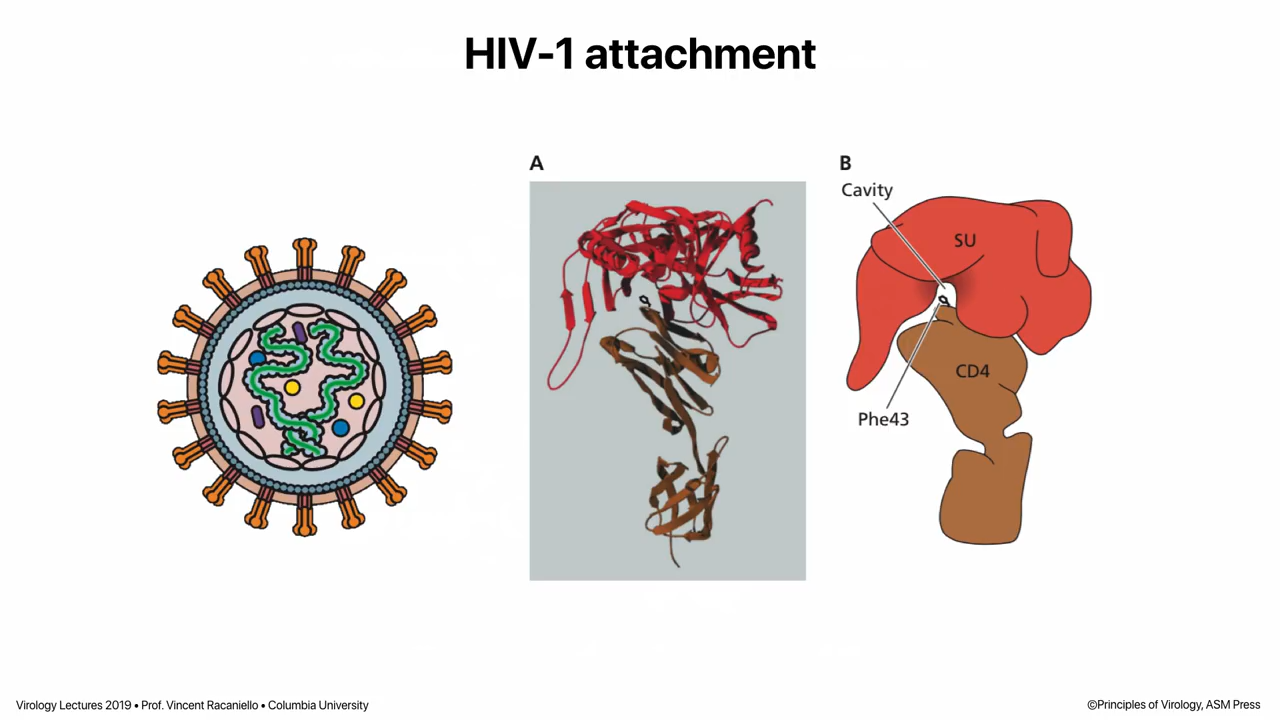 HIV-1 attachment
A
B
Cavity
SU
CD4
Phe43
Virology Lectures 2019 • Prof. Vincent Racaniello • Columbia University
©Principles of Virology, ASM Press